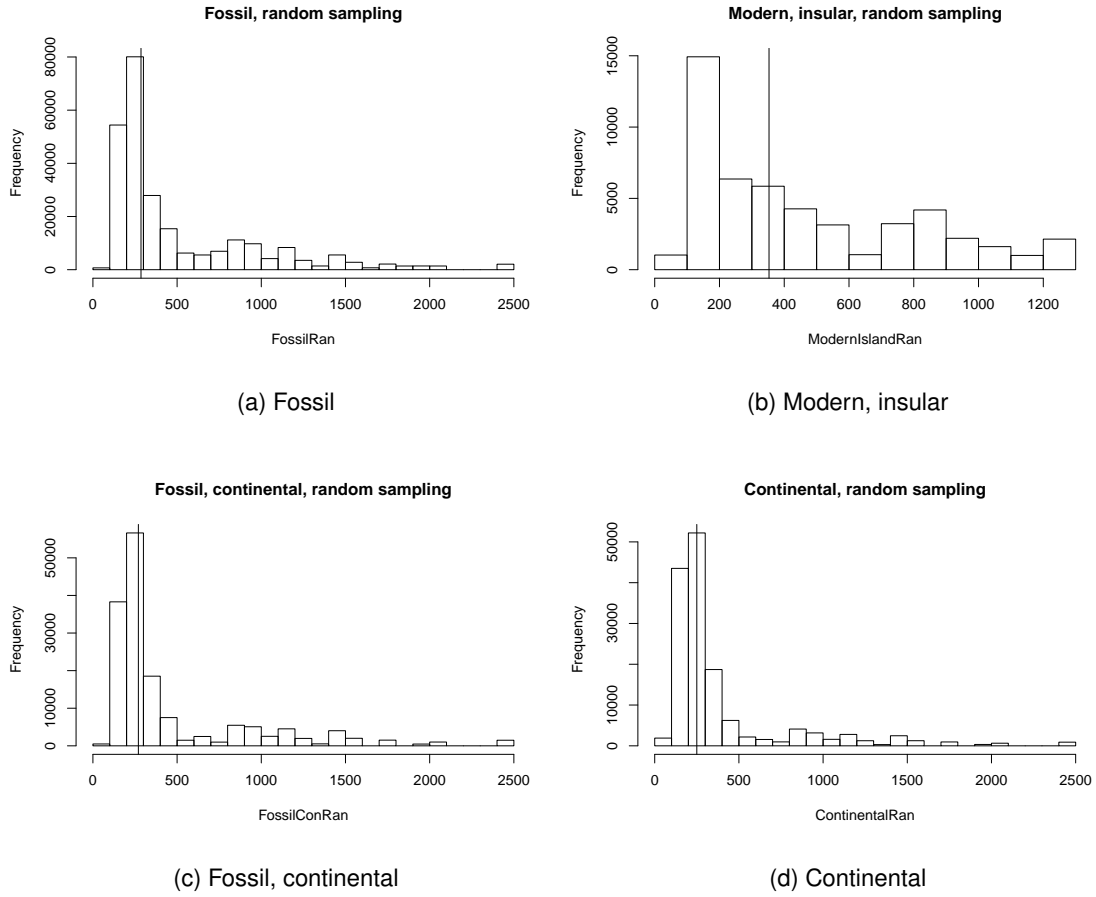 Fossil, random sampling
Frequency
0 20000 40000 60000 80000
0 500 1000 1500 2000 2500
FossilRan
(a) Fossil
Modern, insular, random sampling
Frequency
0 5000 10000 15000
0 200 400 600 800 1000 1200
ModernIslandRan
(b) Modern, insular
Fossil, continental, random sampling
Frequency
0 10000 30000 50000
0 500 1000 1500 2000 2500
FossilConRan
(c) Fossil, continental
Continental, random sampling
Frequency
0 10000 30000 50000
0 500 1000 1500 2000 2500
ContinentalRan
(d) Continental